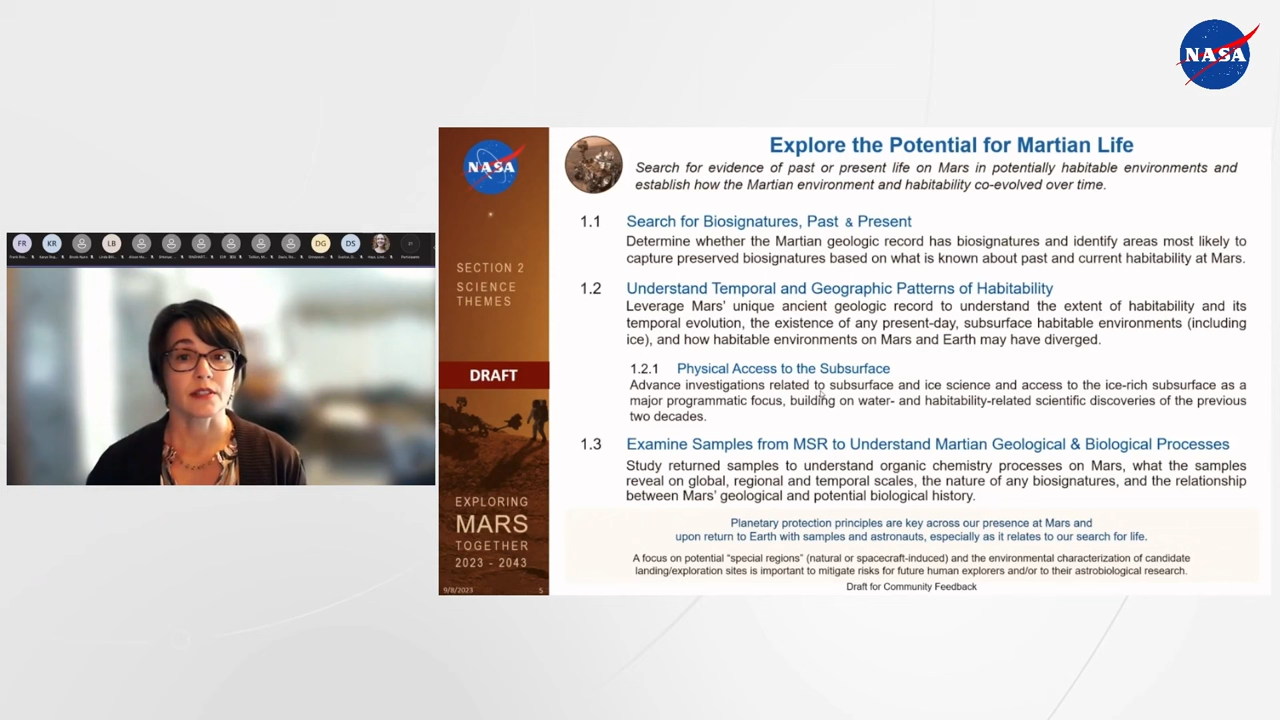 NASA
FR KR LB DG DS
Participants
NASA
Explore the Potential for Martian Life
Search for evidence of past or present life on Mars in potentially habitable environments and
establish how the Martian environment and habitability co-evolved over time.
1.1 Search for Biosignatures, Past & Present
Determine whether the Martian geologic record has biosignatures and identify areas most likely to
capture preserved biosignatures based on what is known about past and current habitability at Mars.
SECTION 2
SCIENCE
THEMES
1.2 Understand Temporal and Geographic Patterns of Habitability
Leverage Mars' unique ancient geologic record to understand the extent of habitability and its
temporal evolution, the existence of any present-day, subsurface habitable environments (including
ice), and how habitable environments on Mars and Earth may have diverged.
DRAFT
1.2.1 Physical Access to the Subsurface
Advance investigations related to subsurface and ice science and access to the ice-rich subsurface as a
major programmatic focus, building on water- and habitability-related scientific discoveries of the previous
two decades.
1.3 Examine Samples from MSR to Understand Martian Geological & Biological Processes
Study returned samples to understand organic chemistry processes on Mars, what the samples
reveal on global, regional and temporal scales, the nature of any biosignatures, and the relationship
between Mars' geological and potential biological history.
EXPLORING
MARS
TOGETHER
2023 - 2043
Planetary protection principles are key across our presence at Mars and
upon return to Earth with samples and astronauts, especially as it relates to our search for life.
A focus on potential "special regions" (natural or spacecraft-induced) and the environmental characterization of candidate
landing/exploration sites is important to mitigate risks for future human explorers and/or to their astrobiological research.
9/8/2023 5
Draft for Community Feedback